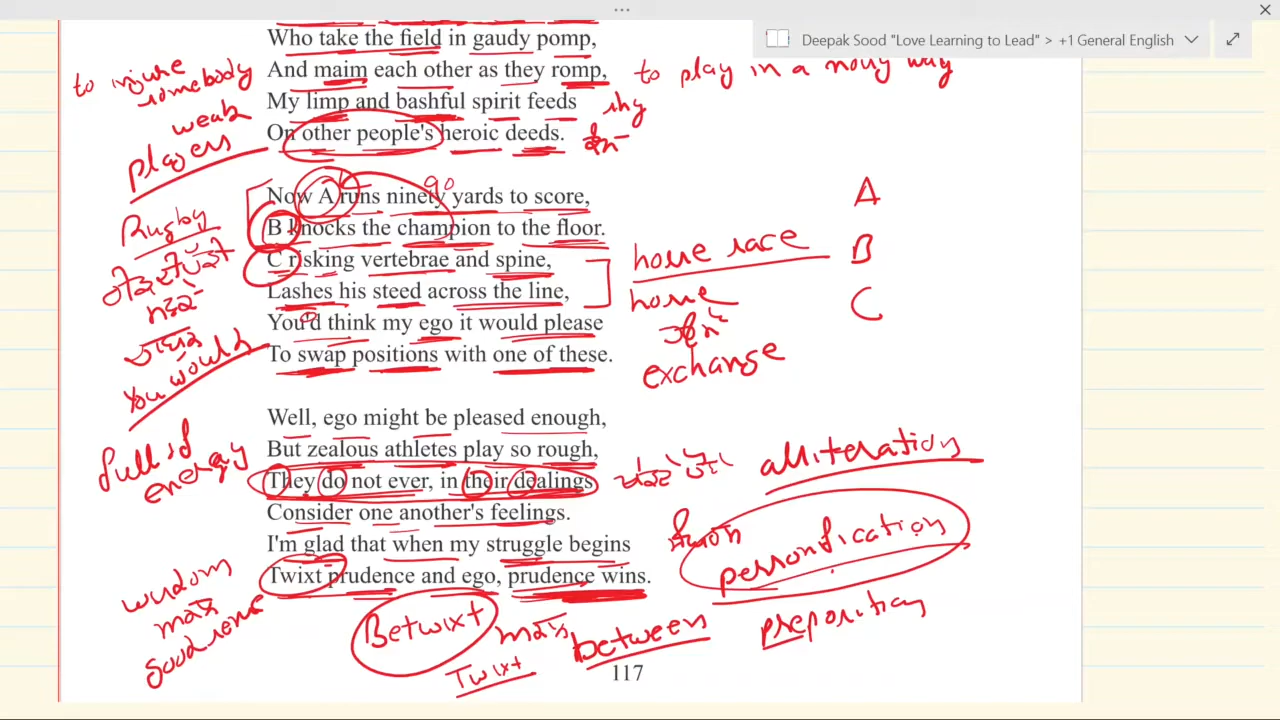 Deepak Sood "Love Learning to Lead" > +1 General English
Who take the field in gaudy pomp,
to injure somebody
And maim each other as they romp,
to play in a noisy way
weak
My limp and bashful spirit feeds
shy
players
On other people's heroic deeds.
90
Now A runs ninety yards to score,
A
Rugby
B knocks the champion to the floor.
horse race
B
C risking vertebrae and spine,
Lashes his steed across the line,
horse
C
You'd think my ego it would please
You would
To swap positions with one of these.
exchange
Well, ego might be pleased enough,
full of energy
But zealous athletes play so rough,
alliteration
They do not ever, in their dealings
Consider one another's feelings.
personification
I'm glad that when my struggle begins
wisdom
Twixt prudence and ego, prudence wins.
good sense
Betwixt
between
preposition
Twixt
117